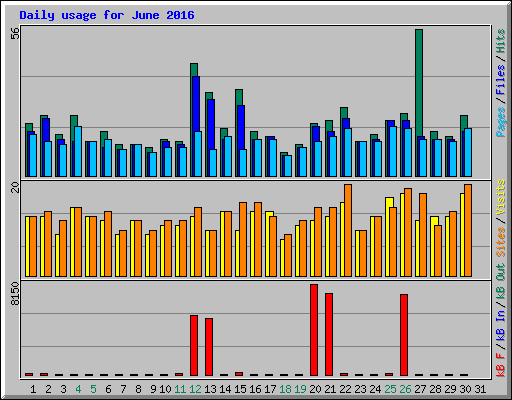 Daily usage for June 2016
56
Pages / Files / Hits
20
Sites / Visits
8150
kB F / kB In / kB Out
1 2 3 4 5 6 7 8 9 10 11 12 13 14 15 16 17 18 19 20 21 22 23 24 25 26 27 28 29 30 31